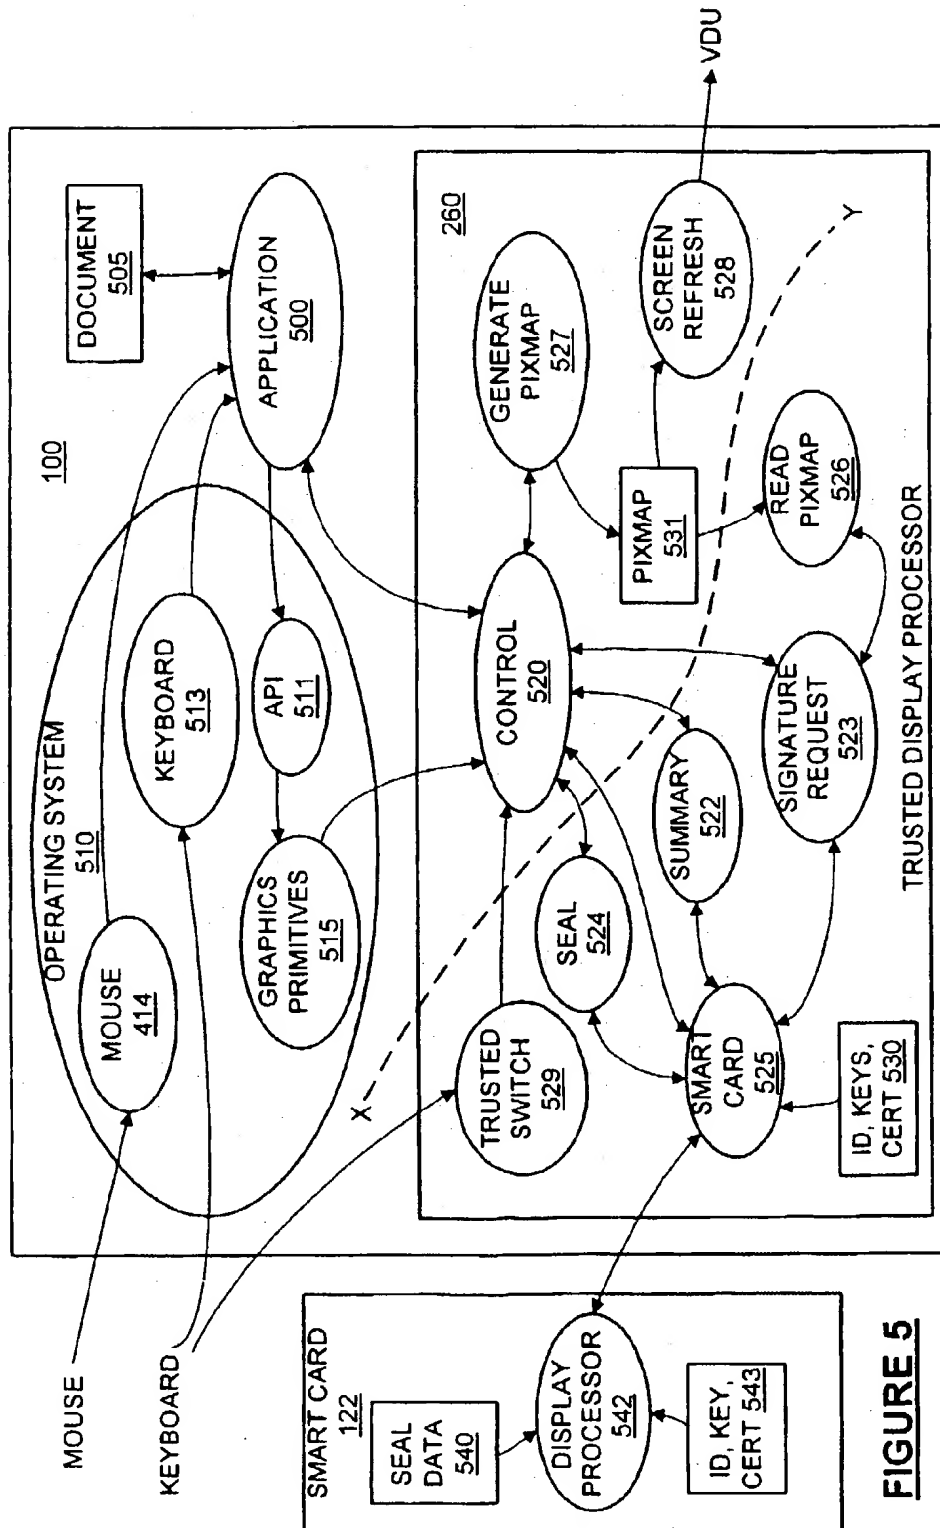 MOUSE
KEYBOARD
100
OPERATING SYSTEM
510
MOUSE
414
KEYBOARD
513
GRAPHICS
PRIMITIVES
515
API
511
DOCUMENT
505
APPLICATION
500
X
260
TRUSTED
SWITCH
529
CONTROL
520
GENERATE
PIXMAP
527
SEAL
524
PIXMAP
531
SCREEN
REFRESH
528
VDU
SUMMARY
522
Y
SMART
CARD
525
SIGNATURE
REQUEST
523
READ
PIXMAP
526
ID, KEYS,
CERT 530
TRUSTED DISPLAY PROCESSOR
SMART CARD
122
SEAL
DATA
540
DISPLAY
PROCESSOR
542
ID, KEY,
CERT 543
FIGURE 5